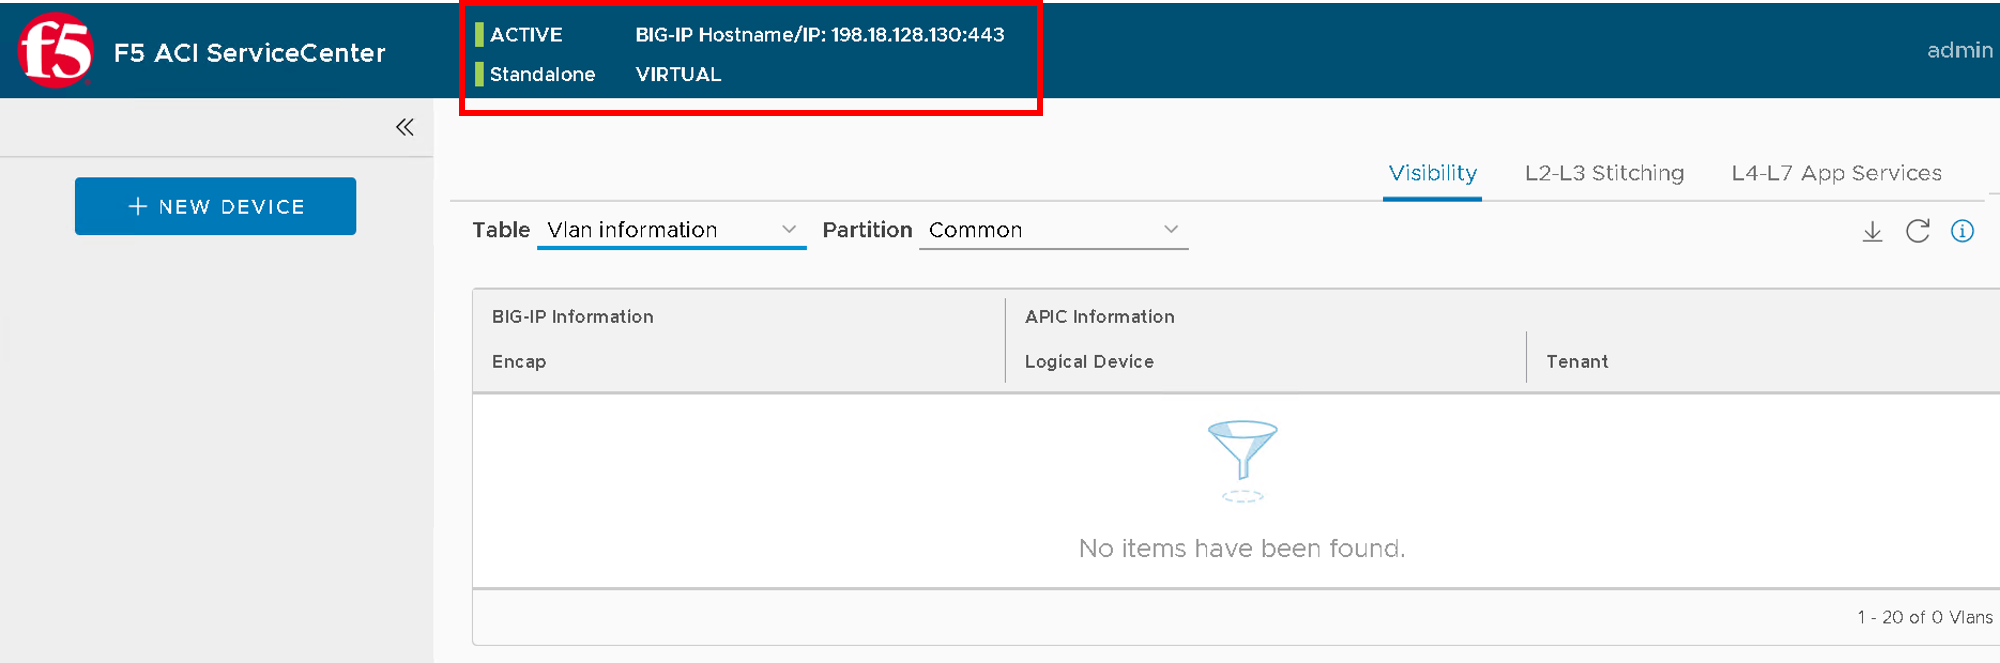 f5 F5 ACI ServiceCenter
ACTIVE BIG-IP Hostname/IP: 198.18.128.130:443
Standalone VIRTUAL
admin
+ NEW DEVICE
Visibility L2-L3 Stitching L4-L7 App Services
Table Vlan information Partition Common
BIG-IP Information APIC Information
Encap Logical Device Tenant
No items have been found.
1 - 20 of 0 Vlans